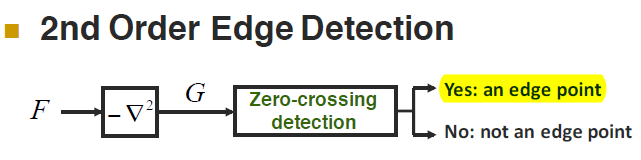 2nd Order Edge Detection
F
−∇²
G
Zero-crossing
detection
Yes: an edge point
No: not an edge point